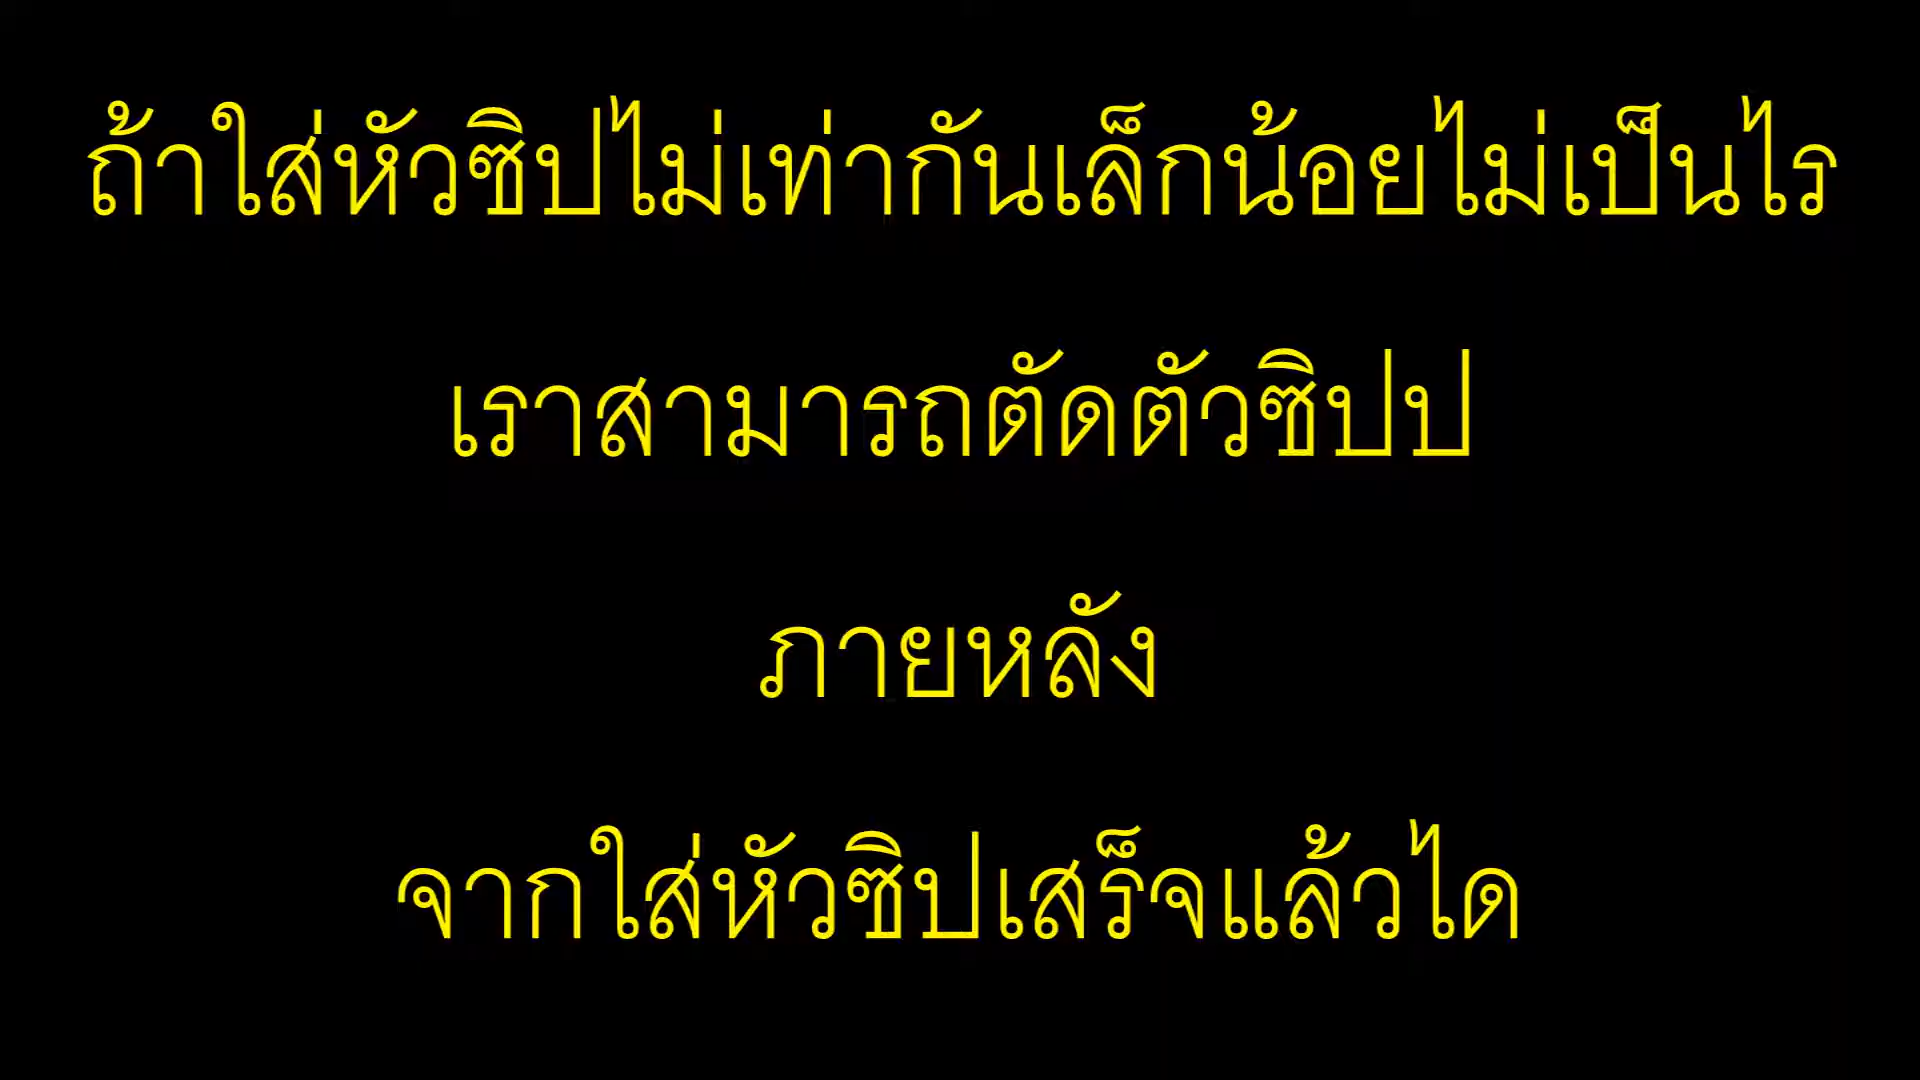 ถ้าใส่หัวซิปไม่เท่ากันเล็กน้อยไม่เป็นไร
เราสามารถตัดตัวซิปป
ภายหลัง
จากใส่หัวซิปเสร็จแล้วได